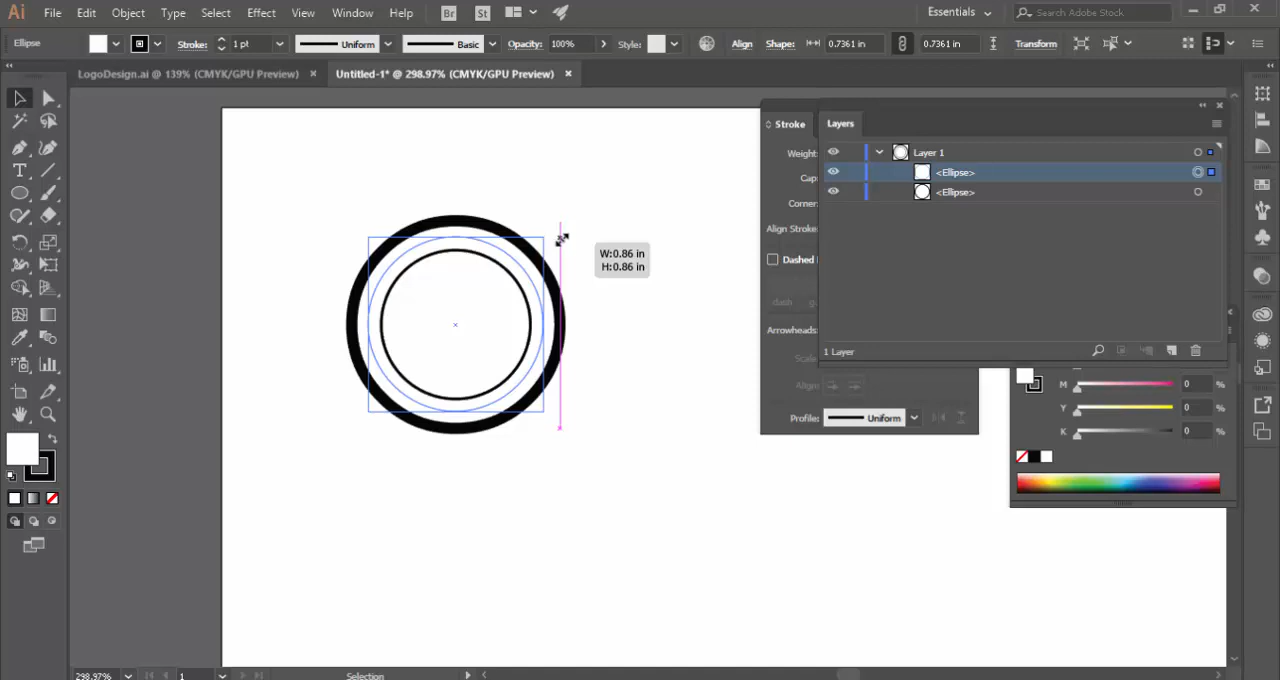 Ai File Edit Object Type Select Effect View Window Help Br St Essentials Search Adobe Stock
Ellipse Stroke: 1 pt Uniform Basic Opacity: 100% Style: Align Shape: 0.7361 in 0.7361 in Transform
LogoDesign.ai @ 139% (CMYK/GPU Preview) Untitled-1* @ 298.97% (CMYK/GPU Preview)
Stroke Layers
Weight: Layer 1
Cap: <Ellipse>
Corner: <Ellipse>
Align Stroke
Dashed
W:0.86 in
H:0.86 in
dash
Arrowheads:
1 Layer
Scale
Align:
M 0 %
Y 0 %
Profile: Uniform
K 0 %
298.97% 1 Selection